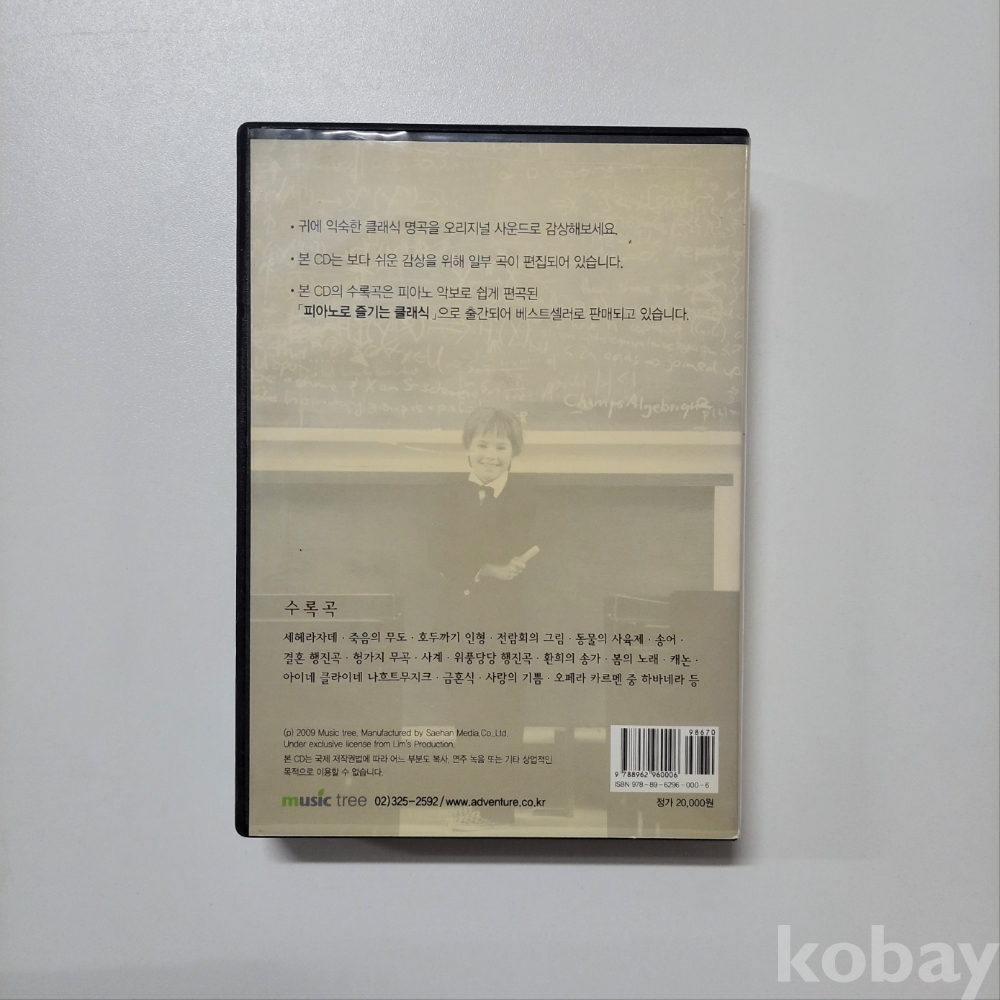 • 귀에 익숙한 클래식 명곡을 오리지널 사운드로 감상해보세요.
• 본 CD는 보다 쉬운 감상을 위해 일부 곡이 편집되어 있습니다.
• 본 CD의 수록곡은 피아노 악보로 쉽게 편곡된
「피아노로 즐기는 클래식」으로 출간되어 베스트셀러로 판매되고 있습니다.
Champs Algebrique
수록곡
세헤라자데 · 죽음의 무도 · 호두까기 인형 · 전람회의 그림 · 동물의 사육제 · 송어 ·
결혼 행진곡 · 헝가지 무곡 · 사계 · 위풍당당 행진곡 · 환희의 송가 · 봄의 노래 · 캐논 ·
아이네 클라이네 나흐트무지크 · 금혼식 · 사랑의 기쁨 · 오페라 카르멘 중 하바네라 등
(p) 2009 Music tree, Manufactured by Saehan Media,Co.,Ltd.
Under exclusive license from Lim's Production.
본 CD는 국제 저작권법에 따라 어느 부분도 복사, 연주 녹음 또는 기타 상업적인
목적으로 이용할 수 없습니다.
music tree 02)325-2592/www.adventure.co.kr
98670
9 788962 960006
ISBN 978-89-6296-000-6
정가 20,000원
kobay